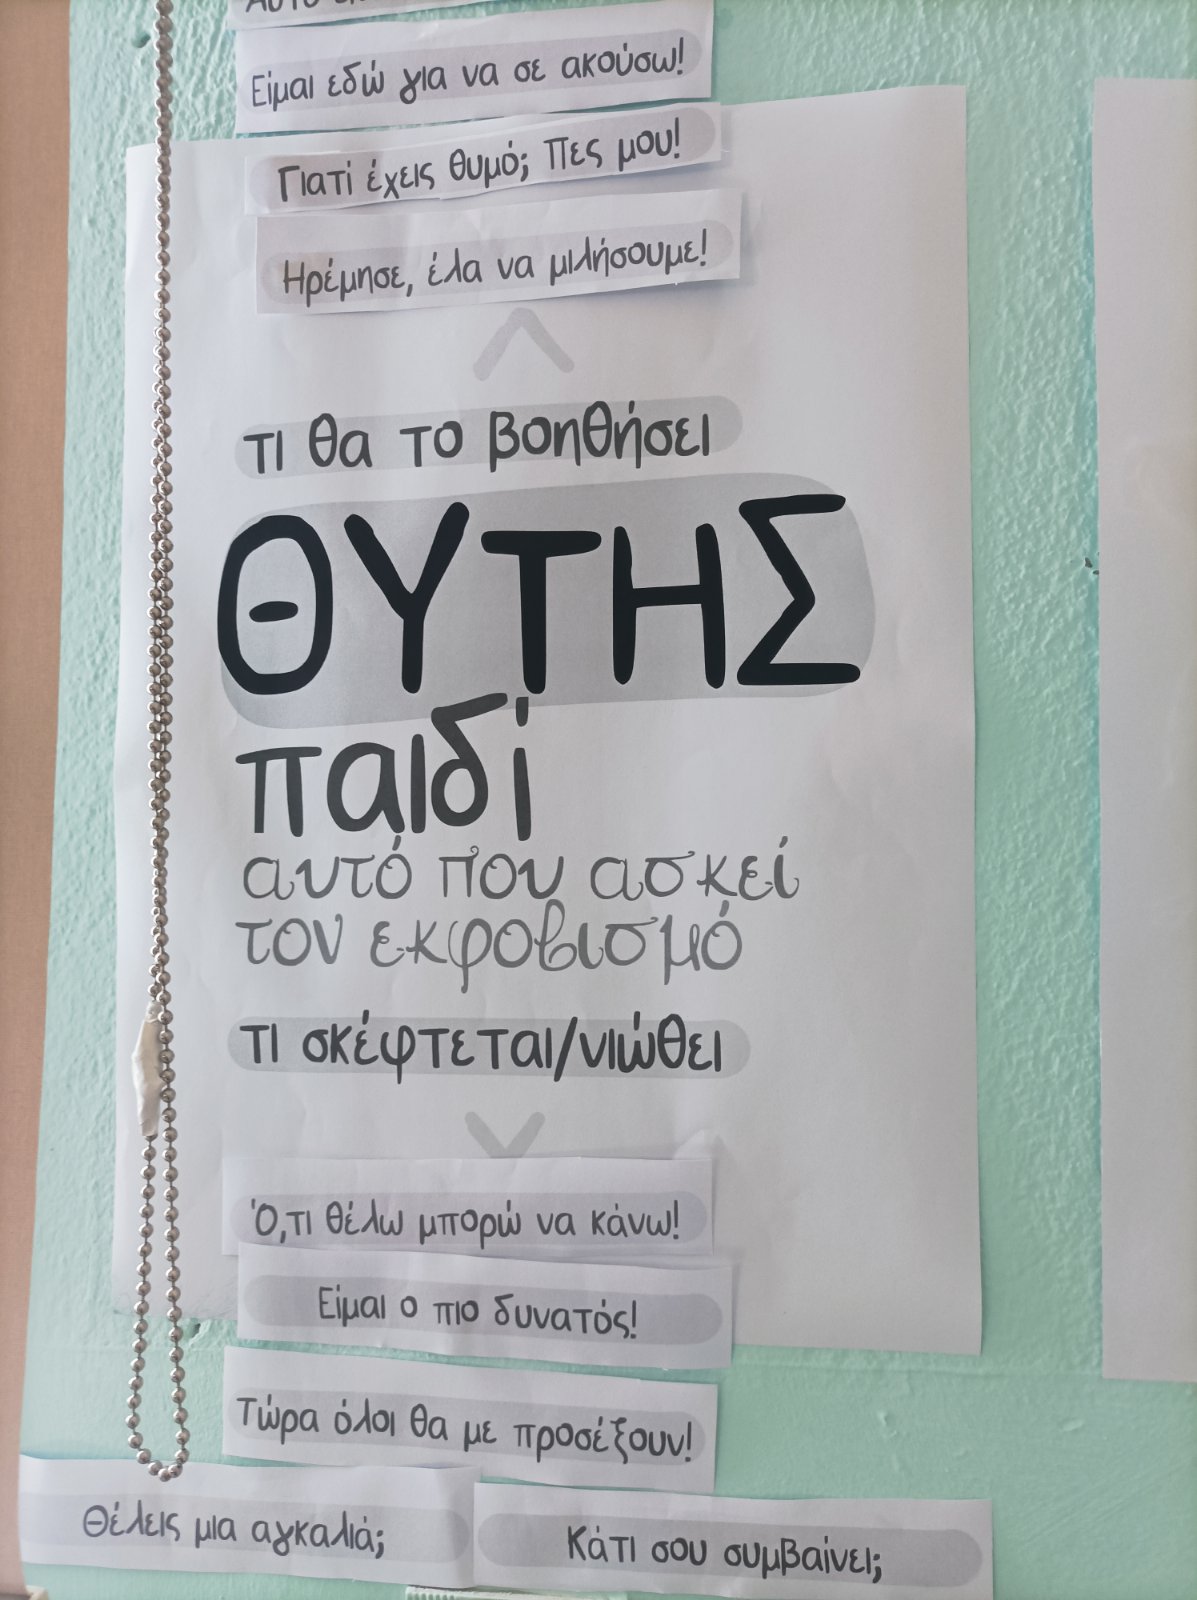 Είμαι εδώ για να σε ακούσω!
Γιατί έχεις θυμό; Πες μου!
Ηρέμησε, έλα να μιλήσουμε!
τι θα το βοηθήσει
ΘΥΤΗΣ
παιδί
αυτό που ασκεί
τον εκφοβισμό
τι σκέφτεται/νιώθει
Ό,τι θέλω μπορώ να κάνω!
Είμαι ο πιο δυνατός!
Τώρα όλοι θα με προσέξουν!
Θέλεις μια αγκαλιά;
Κάτι σου συμβαίνει;